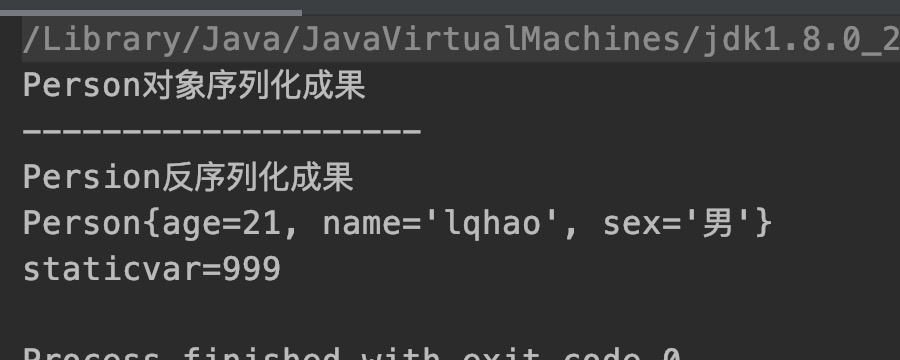 /Library/Java/JavaVirtualMachines/jdk1.8.0_2
Person对象序列化成果
--------------------
Persion反序列化成果
Person{age=21, name='lqhao', sex='男'}
staticvar=999
Process finished with exit code 0